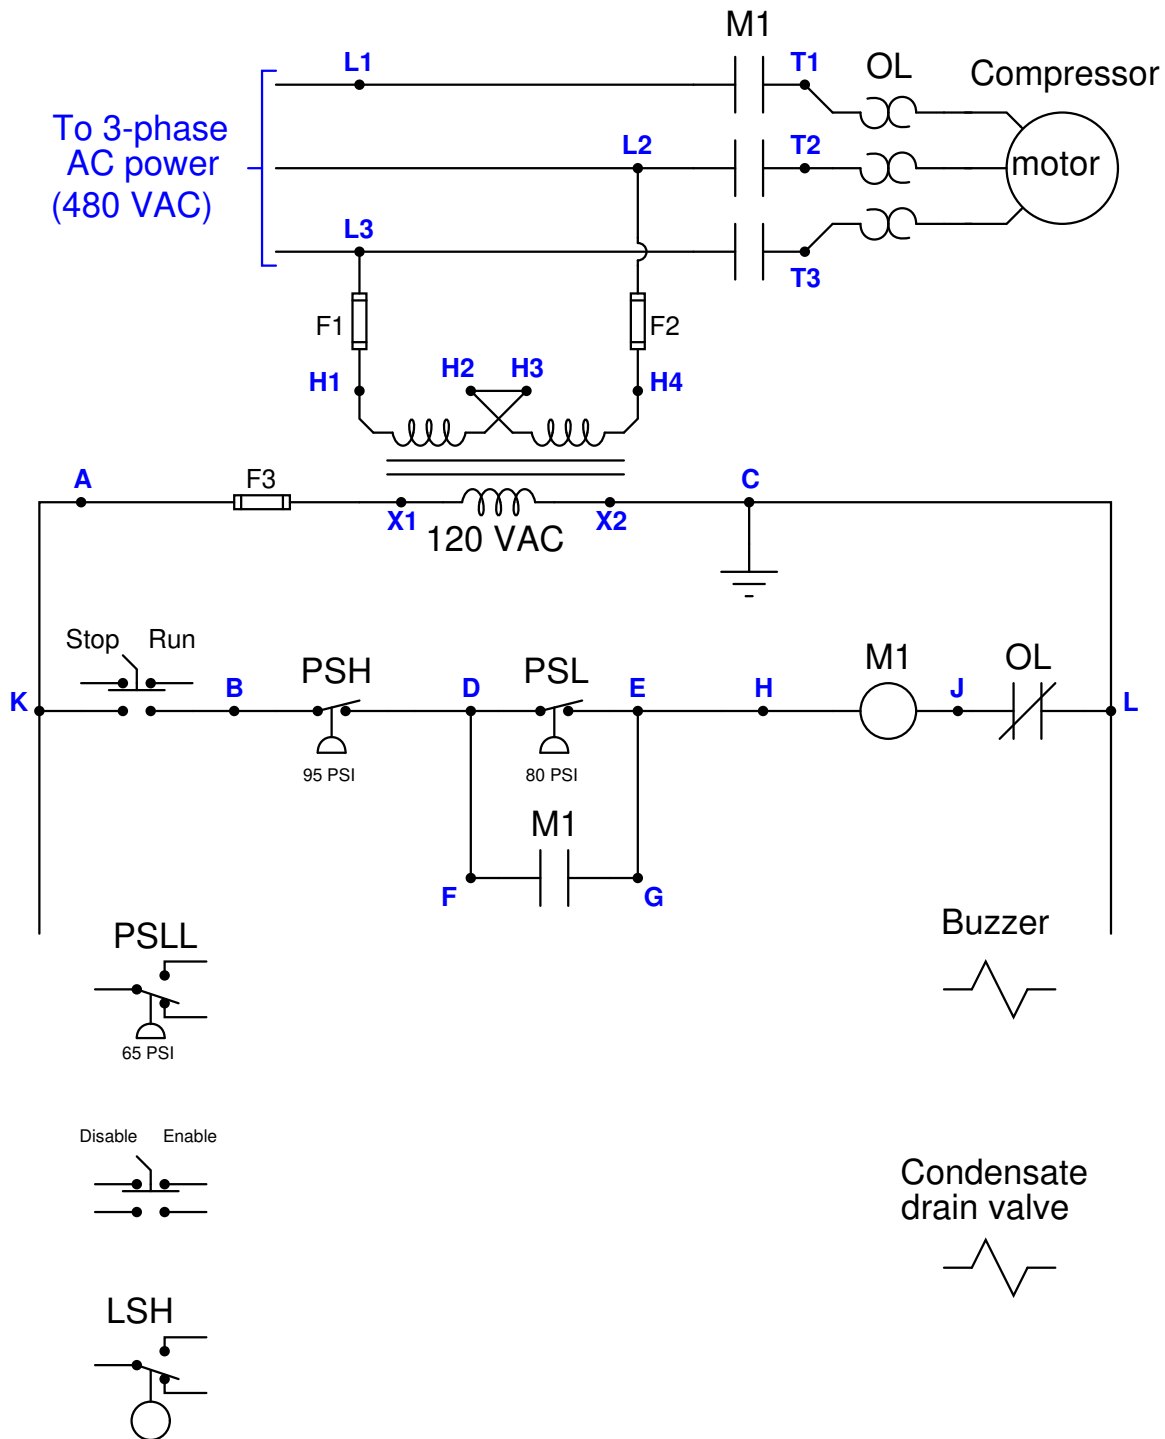 M1
L1
T1
OL
Compressor
To 3-phase
AC power
(480 VAC)
L2
T2
motor
L3
T3
F1
F2
H1
H2
H3
H4
A
F3
X1
120 VAC
X2
C
Stop
Run
K
B
PSH
95 PSI
D
PSL
80 PSI
E
H
M1
J
OL
L
M1
F
G
PSLL
65 PSI
Buzzer
Disable
Enable
Condensate
drain valve
LSH